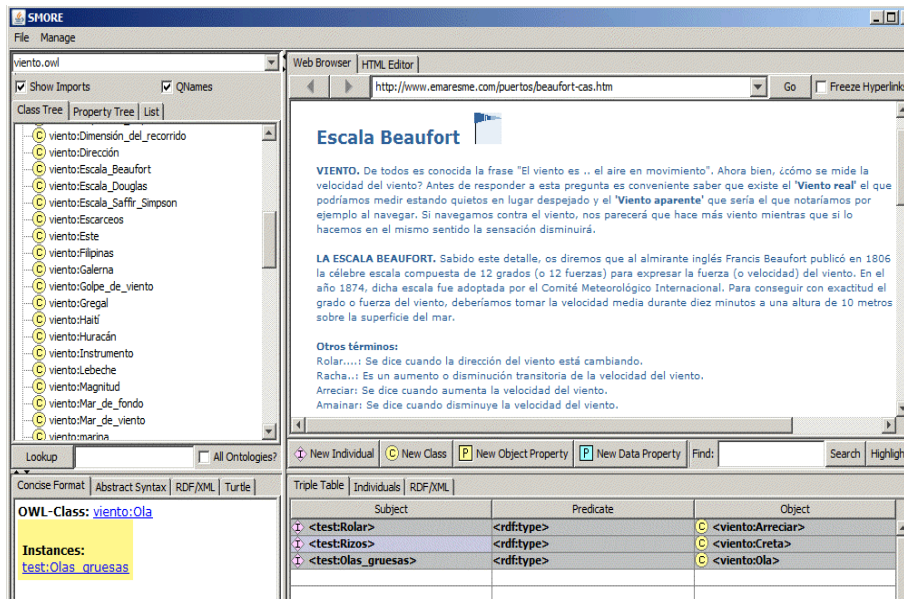 SMORE
File Manage
viento.owl
Show Imports QNames
Class Tree Property Tree List
viento:Dimensión_del_recorrido
viento:Dirección
viento:Escala_Beaufort
viento:Escala_Douglas
viento:Escala_Saffir_Simpson
viento:Escarceos
viento:Este
viento:Filipinas
viento:Galerna
viento:Golpe_de_viento
viento:Gregal
viento:Haití
viento:Huracán
viento:Instrumento
viento:Lebeche
viento:Magnitud
viento:Mar_de_fondo
viento:Mar_de_viento
viento:marina
Lookup All Ontologies?
Concise Format Abstract Syntax RDF/XML Turtle
OWL-Class: viento:Ola
Instances:
test:Olas_gruesas
Web Browser HTML Editor
http://www.emaresme.com/puertos/beaufort-cas.htm Go Freeze Hyperlinks
Escala Beaufort
VIENTO. De todos es conocida la frase "El viento es .. el aire en movimiento". Ahora bien, ¿cómo se mide la
velocidad del viento? Antes de responder a esta pregunta es conveniente saber que existe el 'Viento real' el que
podríamos medir estando quietos en lugar despejado y el 'Viento aparente' que sería el que notaríamos por
ejemplo al navegar. Si navegamos contra el viento, nos parecerá que hace más viento mientras que si lo
hacemos en el mismo sentido la sensación disminuirá.
LA ESCALA BEAUFORT. Sabido este detalle, os diremos que al almirante inglés Francis Beaufort publicó en 1806
la célebre escala compuesta de 12 grados (o 12 fuerzas) para expresar la fuerza (o velocidad) del viento. En el
año 1874, dicha escala fue adoptada por el Comité Meteorológico Internacional. Para conseguir con exactitud el
grado o fuerza del viento, deberíamos tomar la velocidad media durante diez minutos a una altura de 10 metros
sobre la superficie del mar.
Otros términos:
Rolar....: Se dice cuando la dirección del viento está cambiando.
Racha..: Es un aumento o disminución transitoria de la velocidad del viento.
Arreciar: Se dice cuando aumenta la velocidad del viento.
Amainar: Se dice cuando disminuye la velocidad del viento.
I New Individual C New Class P New Object Property P New Data Property Find: Search Highligh
Triple Table Individuals RDF/XML
Subject Predicate Object
I <test:Rolar> <rdf:type> C <viento:Arreciar>
I <test:Rizos> <rdf:type> C <viento:Creta>
I <test:Olas_gruesas> <rdf:type> C <viento:Ola>